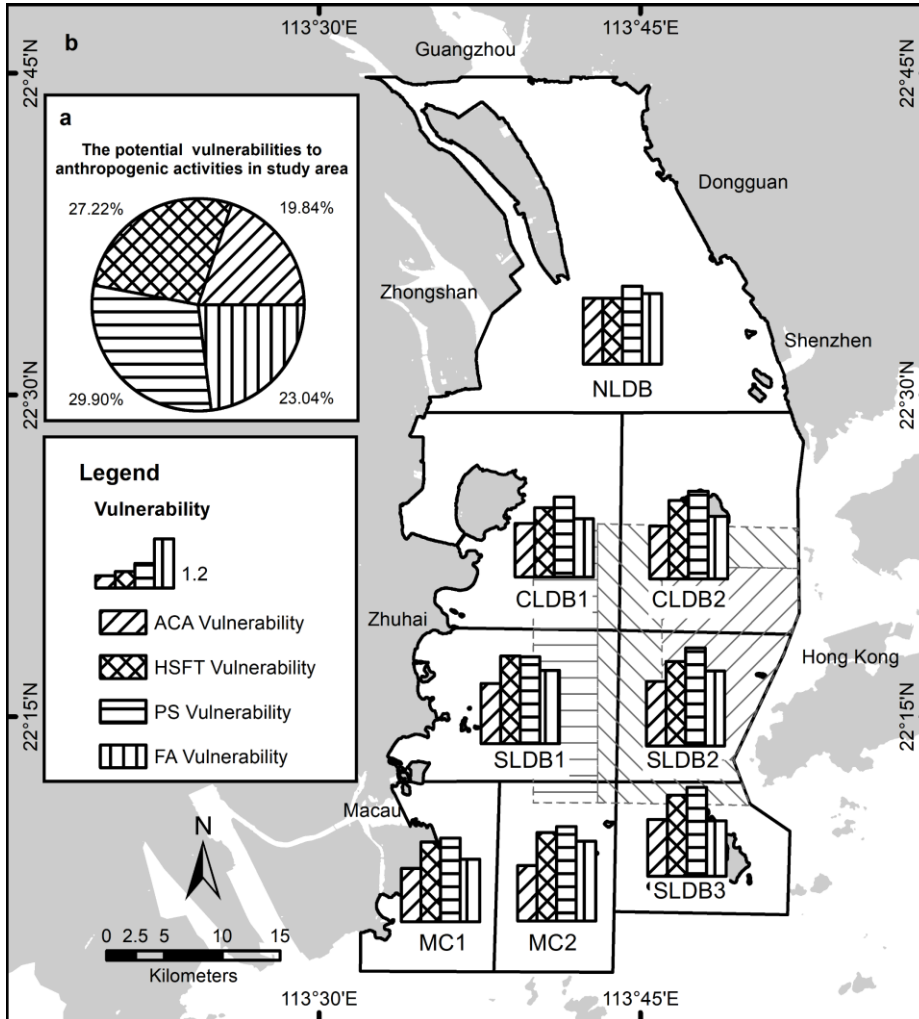 113°30'E
113°45'E
b
Guangzhou
22°45'N
22°45'N
a
The potential vulnerabilities to
anthropogenic activities in study area
27.22%
19.84%
29.90%
23.04%
Dongguan
Zhongshan
Shenzhen
NLDB
22°30'N
22°30'N
Legend
Vulnerability
1.2
ACA Vulnerability
HSFT Vulnerability
PS Vulnerability
FA Vulnerability
CLDB1
CLDB2
Zhuhai
Hong Kong
22°15'N
22°15'N
SLDB1
SLDB2
Macau
SLDB3
MC1
MC2
N
0 2.5 5 10 15
Kilometers
113°30'E
113°45'E